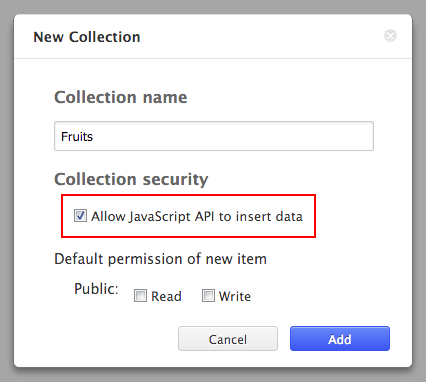 New Collection
Collection name
Fruits
Collection security
Allow JavaScript API to insert data
Default permission of new item
Public: Read Write
Cancel Add